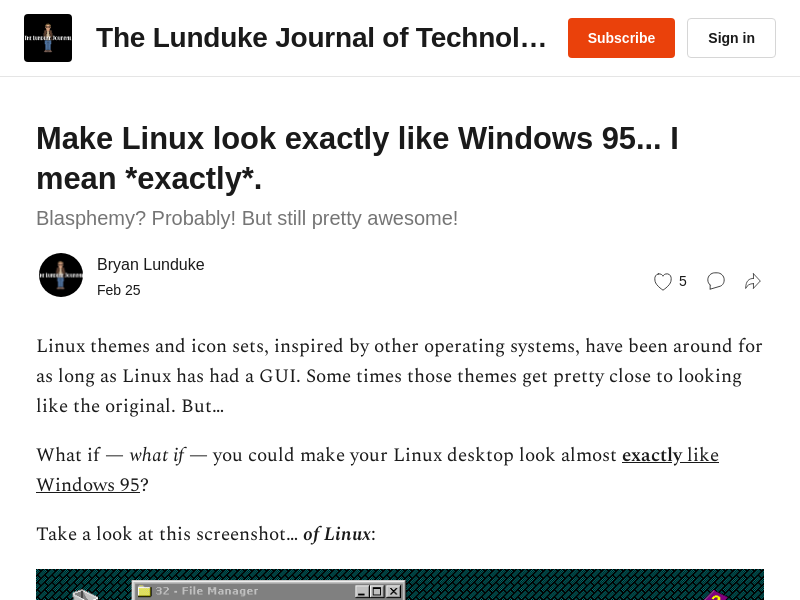 The Lunduke Journal of Technol…
Subscribe
Sign in
Make Linux look exactly like Windows 95... I
mean *exactly*.
Blasphemy? Probably! But still pretty awesome!
Bryan Lunduke
Feb 25
5
Linux themes and icon sets, inspired by other operating systems, have been around for
as long as Linux has had a GUI. Some times those themes get pretty close to looking
like the original. But…
What if — what if — you could make your Linux desktop look almost exactly like
Windows 95?
Take a look at this screenshot… of Linux:
32 - File Manager
?